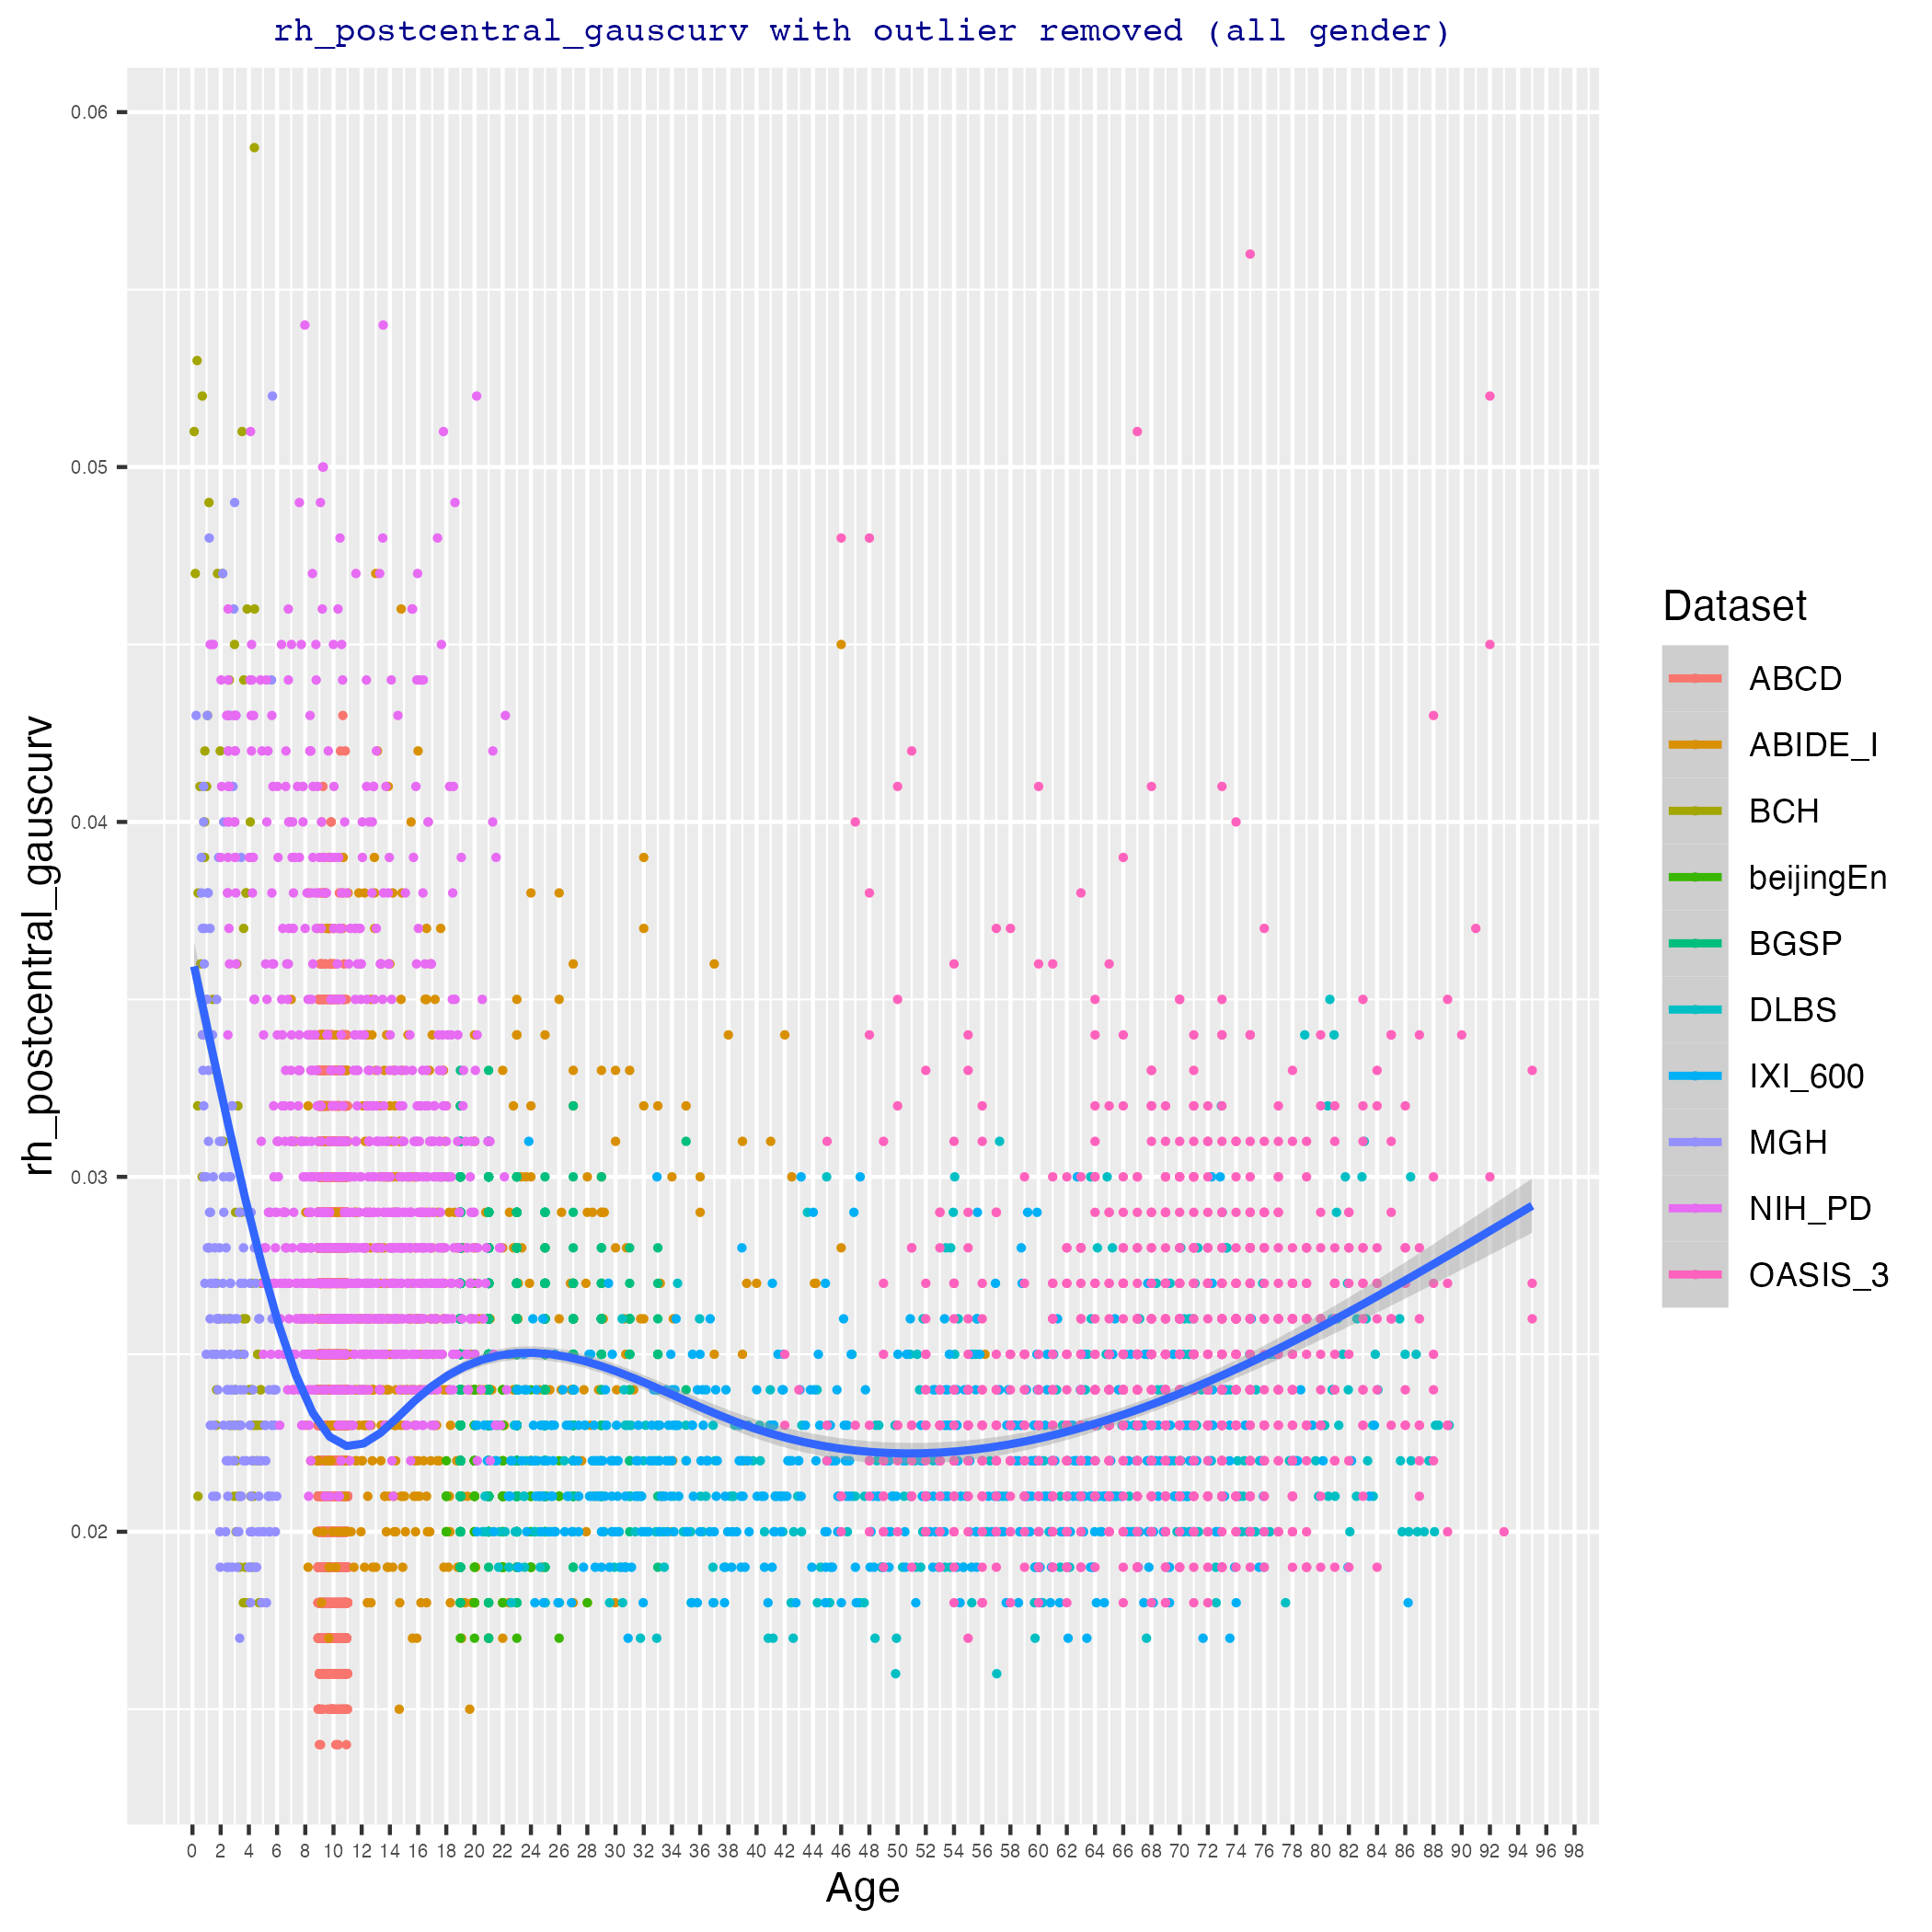 rh_postcentral_gauscurv with outlier removed (all gender)
0.06
0.05
0.04
0.03
0.02
rh_postcentral_gauscurv
0 2 4 6 8 10 12 14 16 18 20 22 24 26 28 30 32 34 36 38 40 42 44 46 48 50 52 54 56 58 60 62 64 66 68 70 72 74 76 78 80 82 84 86 88 90 92 94 96 98
Age
Dataset
ABCD
ABIDE_I
BCH
beijingEn
BGSP
DLBS
IXI_600
MGH
NIH_PD
OASIS_3